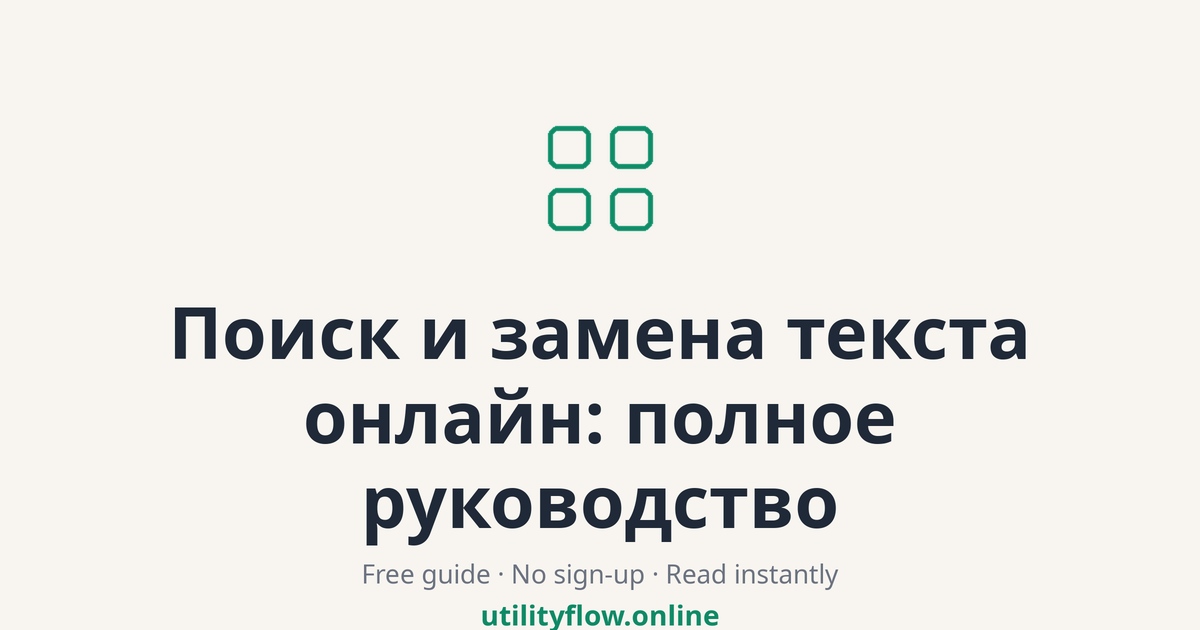 Поиск и замена текста
онлайн: полное
руководство
Free guide · No sign-up · Read instantly
utilityflow.online